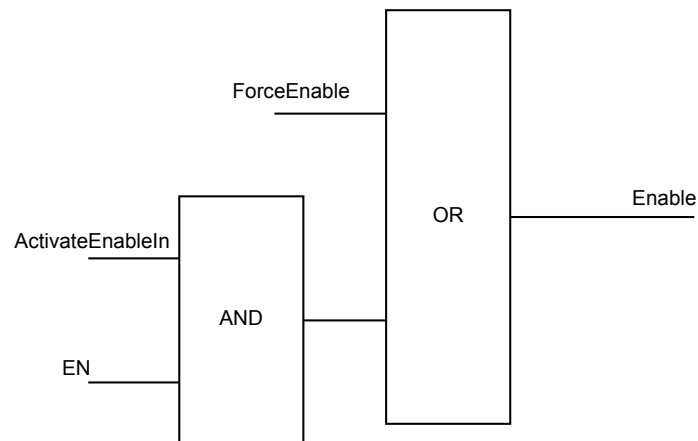 ForceEnable
OR
Enable
ActivateEnableIn
AND
EN